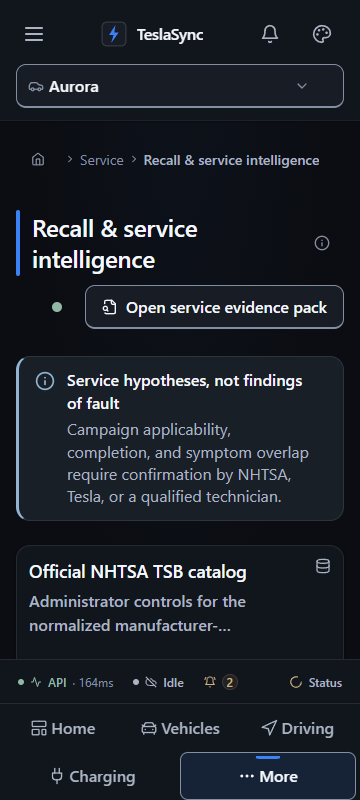 TeslaSync
Aurora
Service
Recall & service intelligence
Recall & service
intelligence
Open service evidence pack
Service hypotheses, not findings
of fault
Campaign applicability,
completion, and symptom overlap
require confirmation by NHTSA,
Tesla, or a qualified technician.
Official NHTSA TSB catalog
Administrator controls for the
normalized manufacturer-...
API · 164ms
Idle
2
Status
Home
Vehicles
Driving
Charging
More